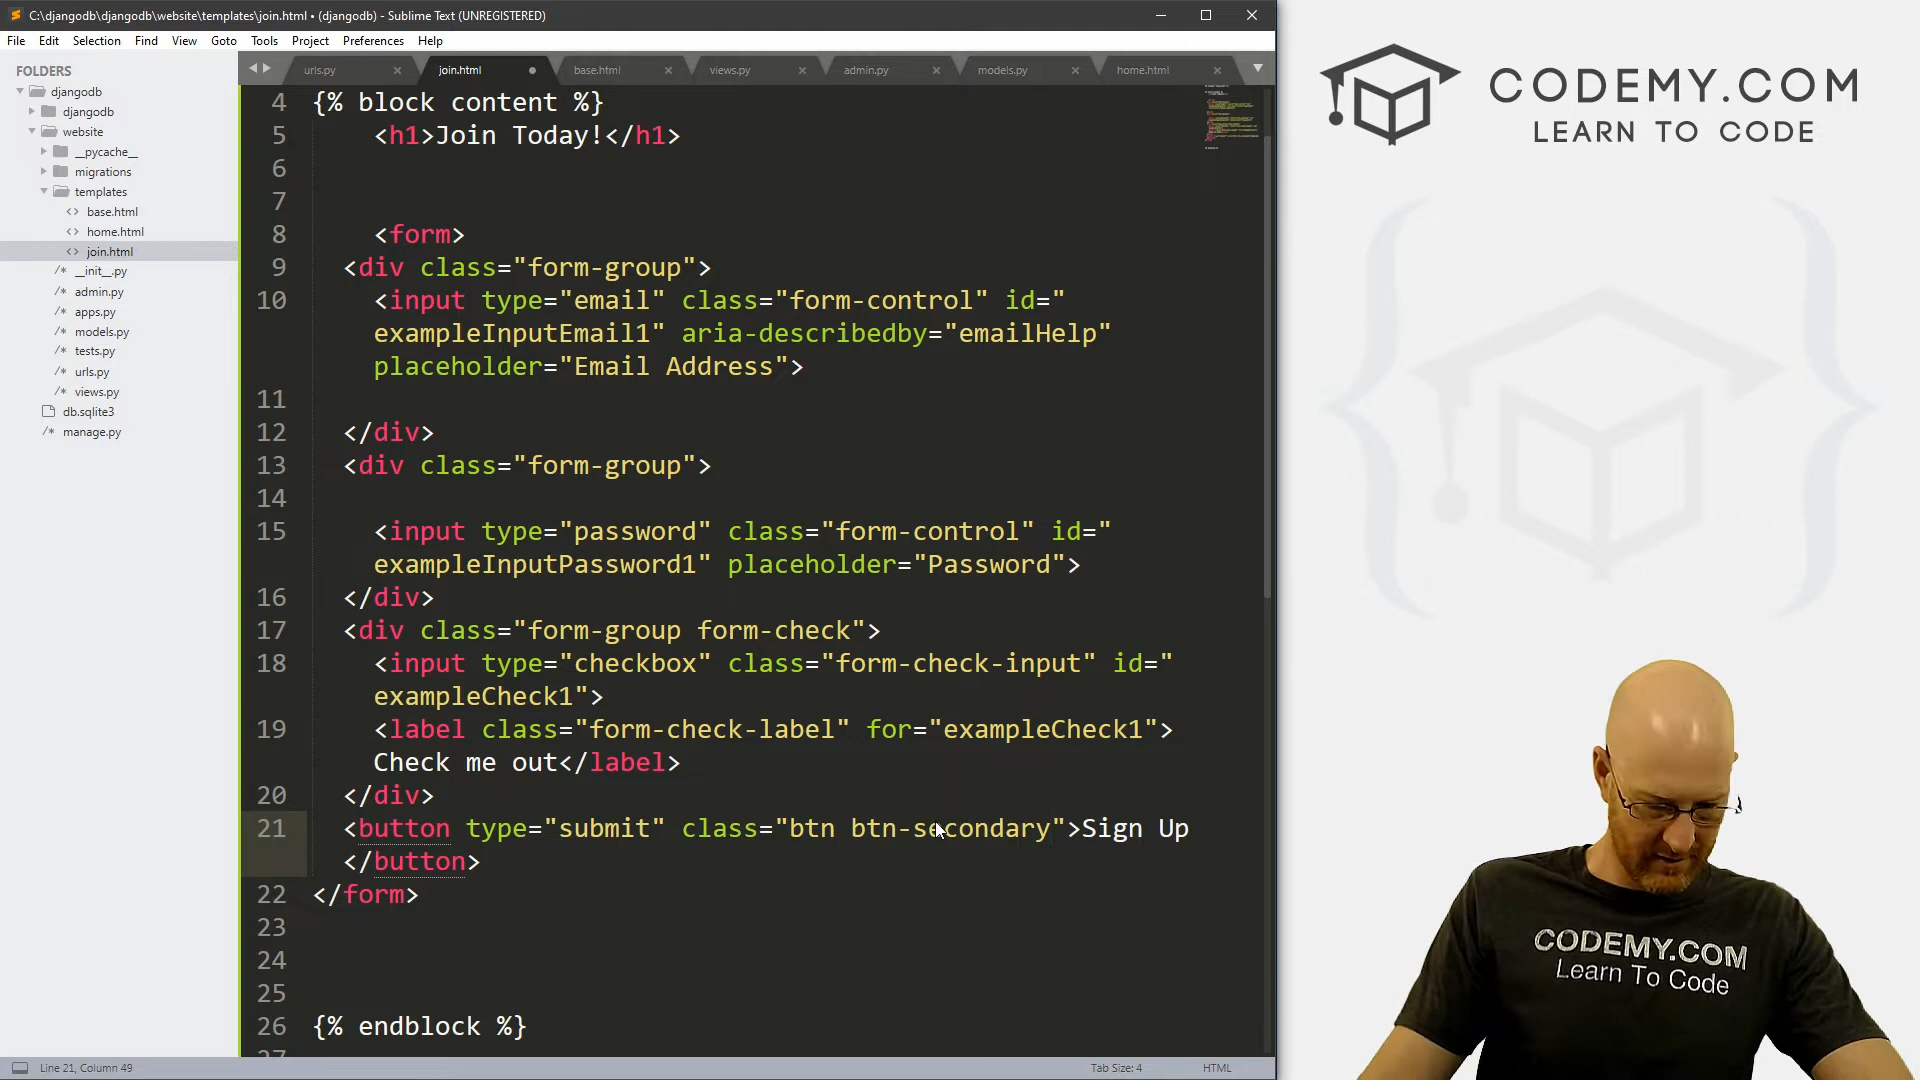 C:\djangodb\djangodb\website\templates\join.html • (djangodb) - Sublime Text (UNREGISTERED)
File Edit Selection Find View Goto Tools Project Preferences Help
FOLDERS
djangodb
djangodb
website
__pycache__
migrations
templates
base.html
home.html
join.html
__init__.py
admin.py
apps.py
models.py
tests.py
urls.py
views.py
db.sqlite3
manage.py
urls.py join.html base.html views.py admin.py models.py home.html
4 {% block content %}
5 <h1>Join Today!</h1>
6
7
8 <form>
9 <div class="form-group">
10 <input type="email" class="form-control" id="
exampleInputEmail1" aria-describedby="emailHelp"
placeholder="Email Address">
11
12 </div>
13 <div class="form-group">
14
15 <input type="password" class="form-control" id="
exampleInputPassword1" placeholder="Password">
16 </div>
17 <div class="form-group form-check">
18 <input type="checkbox" class="form-check-input" id="
exampleCheck1">
19 <label class="form-check-label" for="exampleCheck1">
Check me out</label>
20 </div>
21 <button type="submit" class="btn btn-secondary">Sign Up
</button>
22 </form>
23
24
25
26 {% endblock %}
Line 21, Column 49
Tab Size: 4
HTML
CODEMY.COM
LEARN TO CODE
CODEMY.COM
Learn To Code